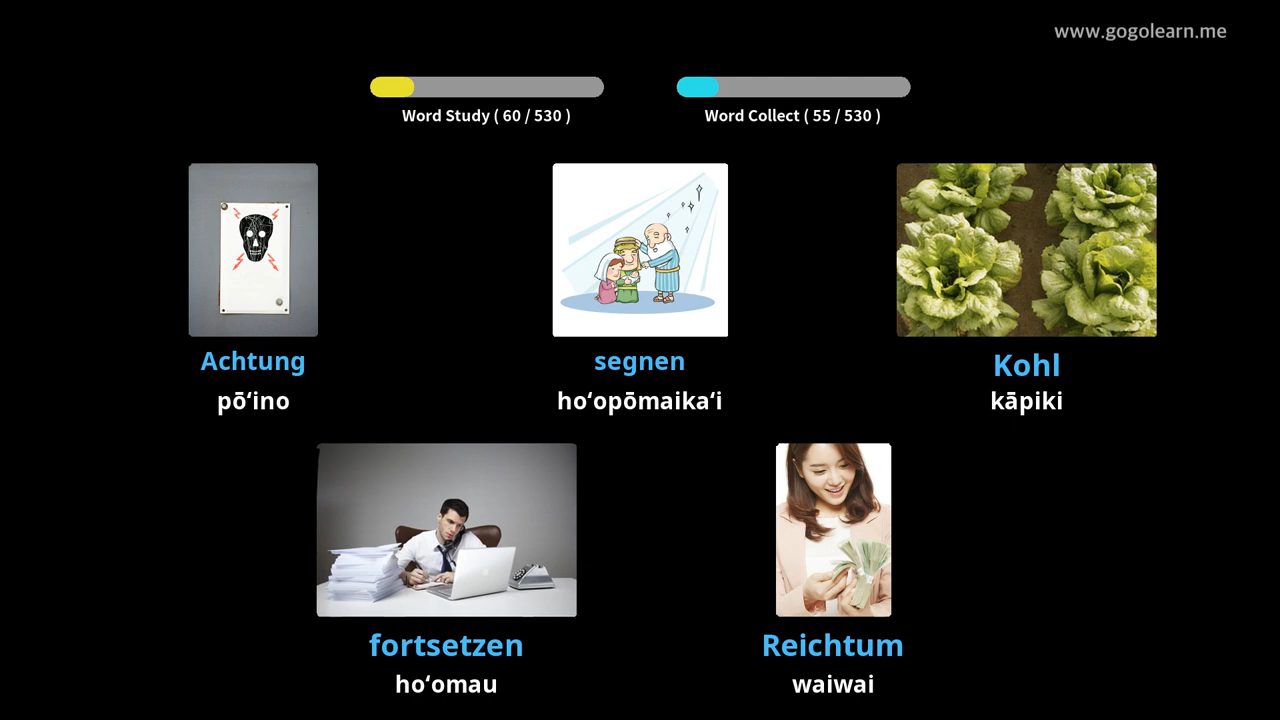 www.gogolearn.me
Word Study ( 60 / 530 )
Word Collect ( 55 / 530 )
Achtung
pōʻino
segnen
hoʻopōmaikaʻi
Kohl
kāpiki
fortsetzen
hoʻomau
Reichtum
waiwai